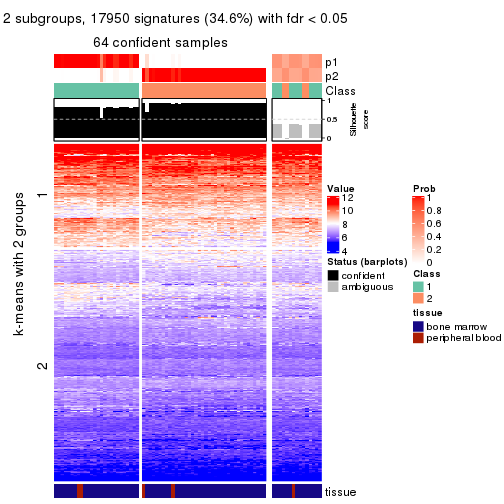 2 subgroups, 17950 signatures (34.6%) with fdr < 0.05
64 confident samples
p1
p2
Class
1
0.5
0
Silhouette
score
k-means with 2 groups
1
2
tissue
Value
12
10
8
6
4
Status (barplots)
confident
ambiguous
Prob
1
0.8
0.6
0.4
0.2
0
Class
1
2
tissue
bone marrow
peripheral blood